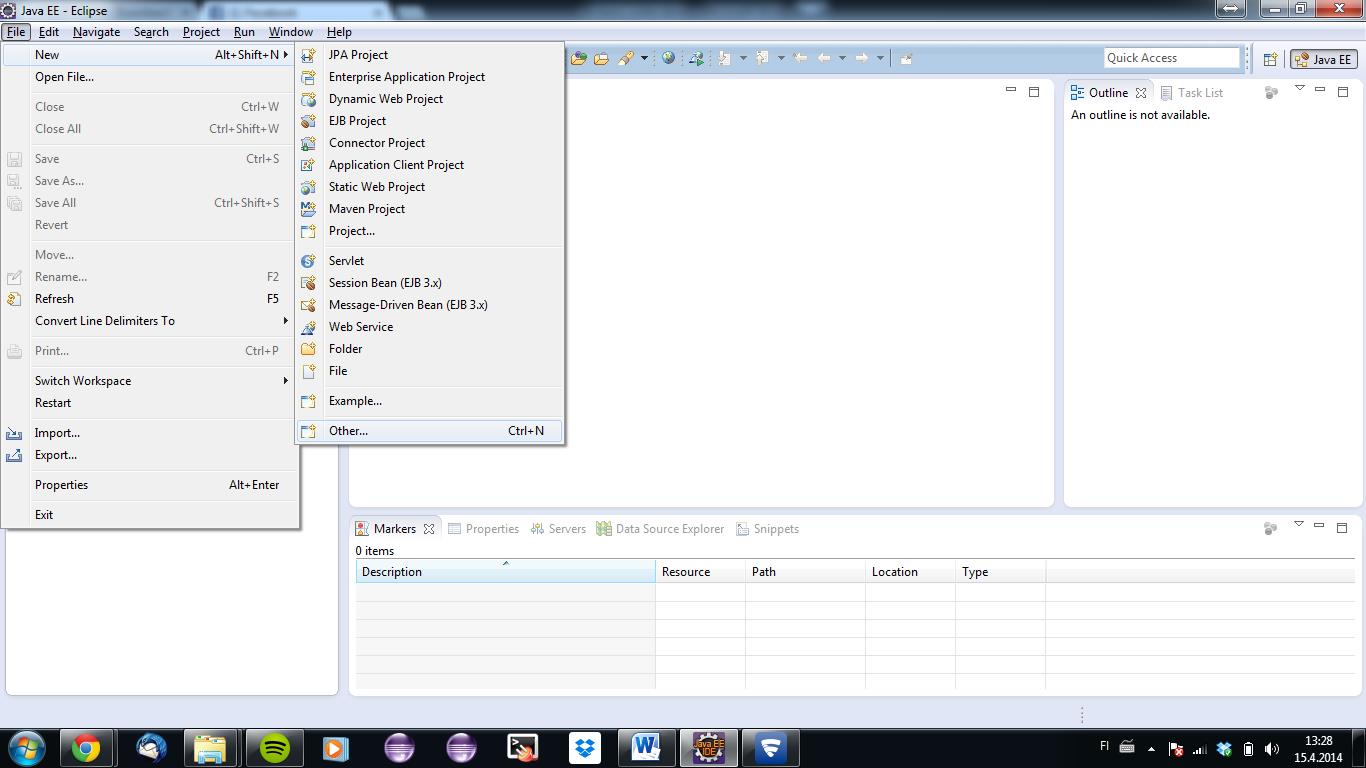 Java EE - Eclipse
File Edit Navigate Search Project Run Window Help
New Alt+Shift+N
Open File...
Close Ctrl+W
Close All Ctrl+Shift+W
Save Ctrl+S
Save As...
Save All Ctrl+Shift+S
Revert
Move...
Rename... F2
Refresh F5
Convert Line Delimiters To
Print... Ctrl+P
Switch Workspace
Restart
Import...
Export...
Properties Alt+Enter
Exit
JPA Project
Enterprise Application Project
Dynamic Web Project
EJB Project
Connector Project
Application Client Project
Static Web Project
Maven Project
Project...
Servlet
Session Bean (EJB 3.x)
Message-Driven Bean (EJB 3.x)
Web Service
Folder
File
Example...
Other... Ctrl+N
Quick Access
Java EE
Outline Task List
An outline is not available.
Markers Properties Servers Data Source Explorer Snippets
0 items
Description Resource Path Location Type
Java EE
IDE
FI
13:28
15.4.2014